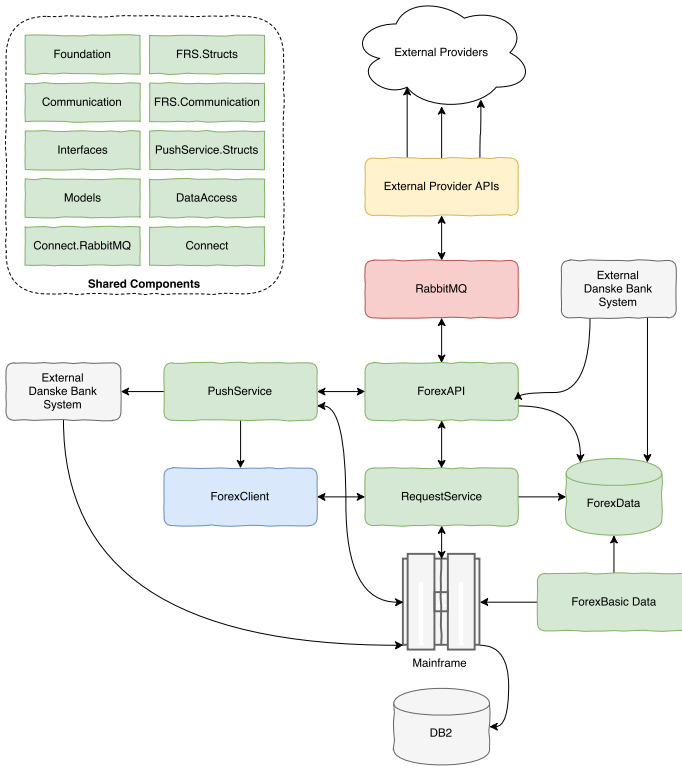 External Providers
Foundation
FRS.Structs
Communication
FRS.Communication
Interfaces
PushService.Structs
Models
DataAccess
Connect.RabbitMQ
Connect
Shared Components
External Provider APIs
RabbitMQ
External
Danske Bank
System
External
Danske Bank
System
PushService
ForexAPI
ForexClient
RequestService
ForexData
ForexBasic Data
Mainframe
DB2